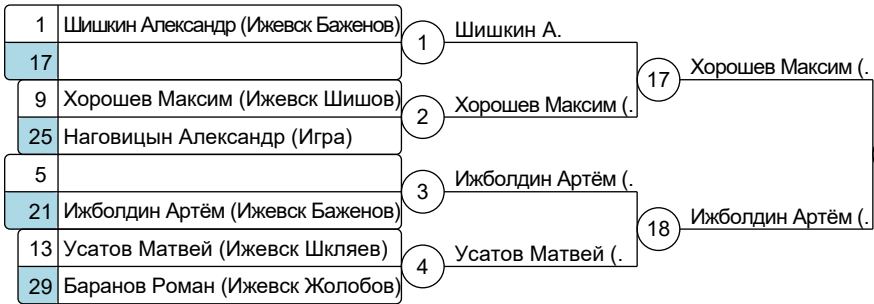 1 Шишкин Александр (Ижевск Баженов)
17
9 Хорошев Максим (Ижевск Шишов)
25 Наговицын Александр (Игра)
5
21 Ижболдин Артём (Ижевск Баженов)
13 Усатов Матвей (Ижевск Шкляев)
29 Баранов Роман (Ижевск Жолобов)
1 Шишкин А.
2 Хорошев Максим (.
3 Ижболдин Артём (.
4 Усатов Матвей (.
17 Хорошев Максим (.
18 Ижболдин Артём (.